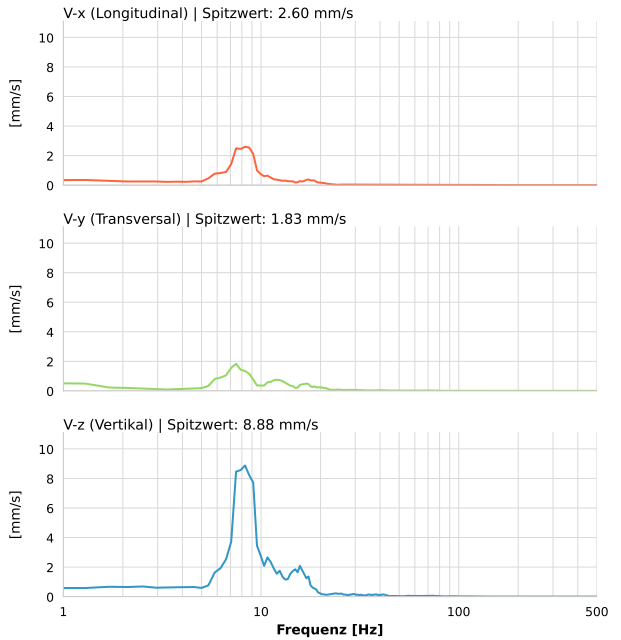 V-x (Longitudinal) | Spitzwert: 2.60 mm/s
10
8
6
4
2
0
[mm/s]
V-y (Transversal) | Spitzwert: 1.83 mm/s
10
8
6
4
2
0
[mm/s]
V-z (Vertikal) | Spitzwert: 8.88 mm/s
10
8
6
4
2
0
[mm/s]
1 10 100 500
Frequenz [Hz]